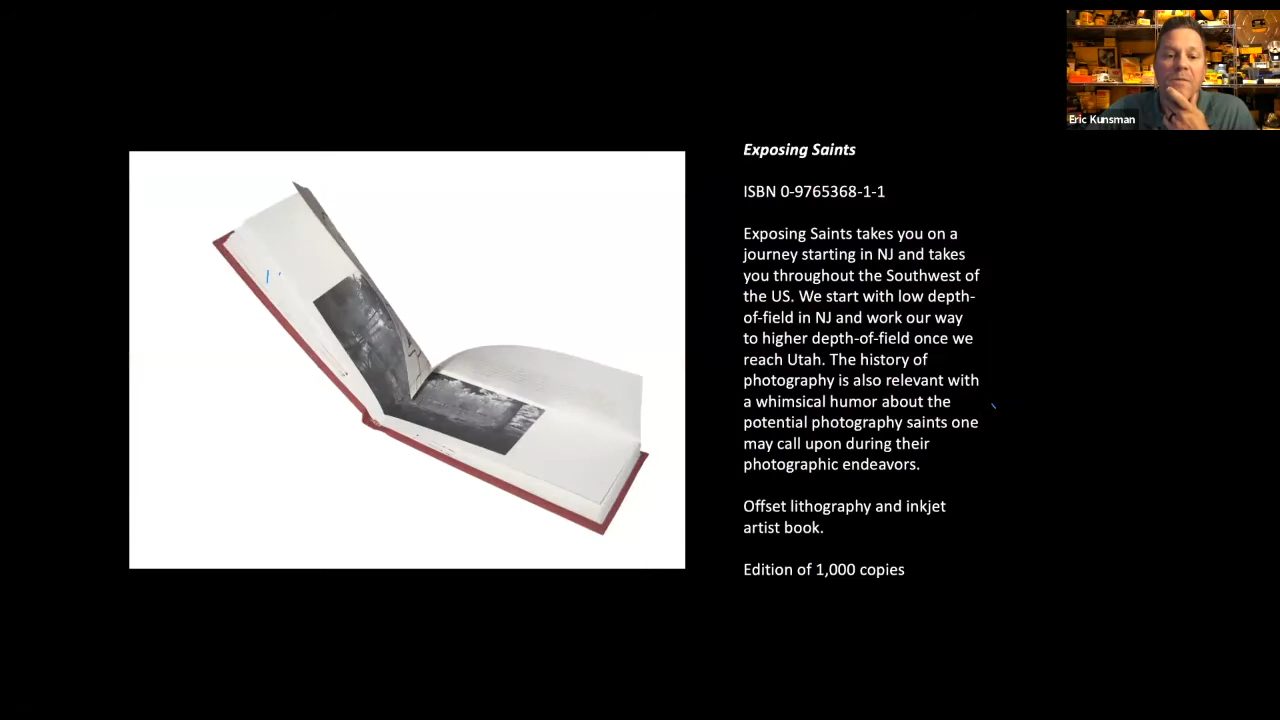 Eric Kunsman
Exposing Saints
ISBN 0-9765368-1-1
Exposing Saints takes you on a
journey starting in NJ and takes
you throughout the Southwest of
the US. We start with low depth-
of-field in NJ and work our way
to higher depth-of-field once we
reach Utah. The history of
photography is also relevant with
a whimsical humor about the
potential photography saints one
may call upon during their
photographic endeavors.
Offset lithography and inkjet
artist book.
Edition of 1,000 copies